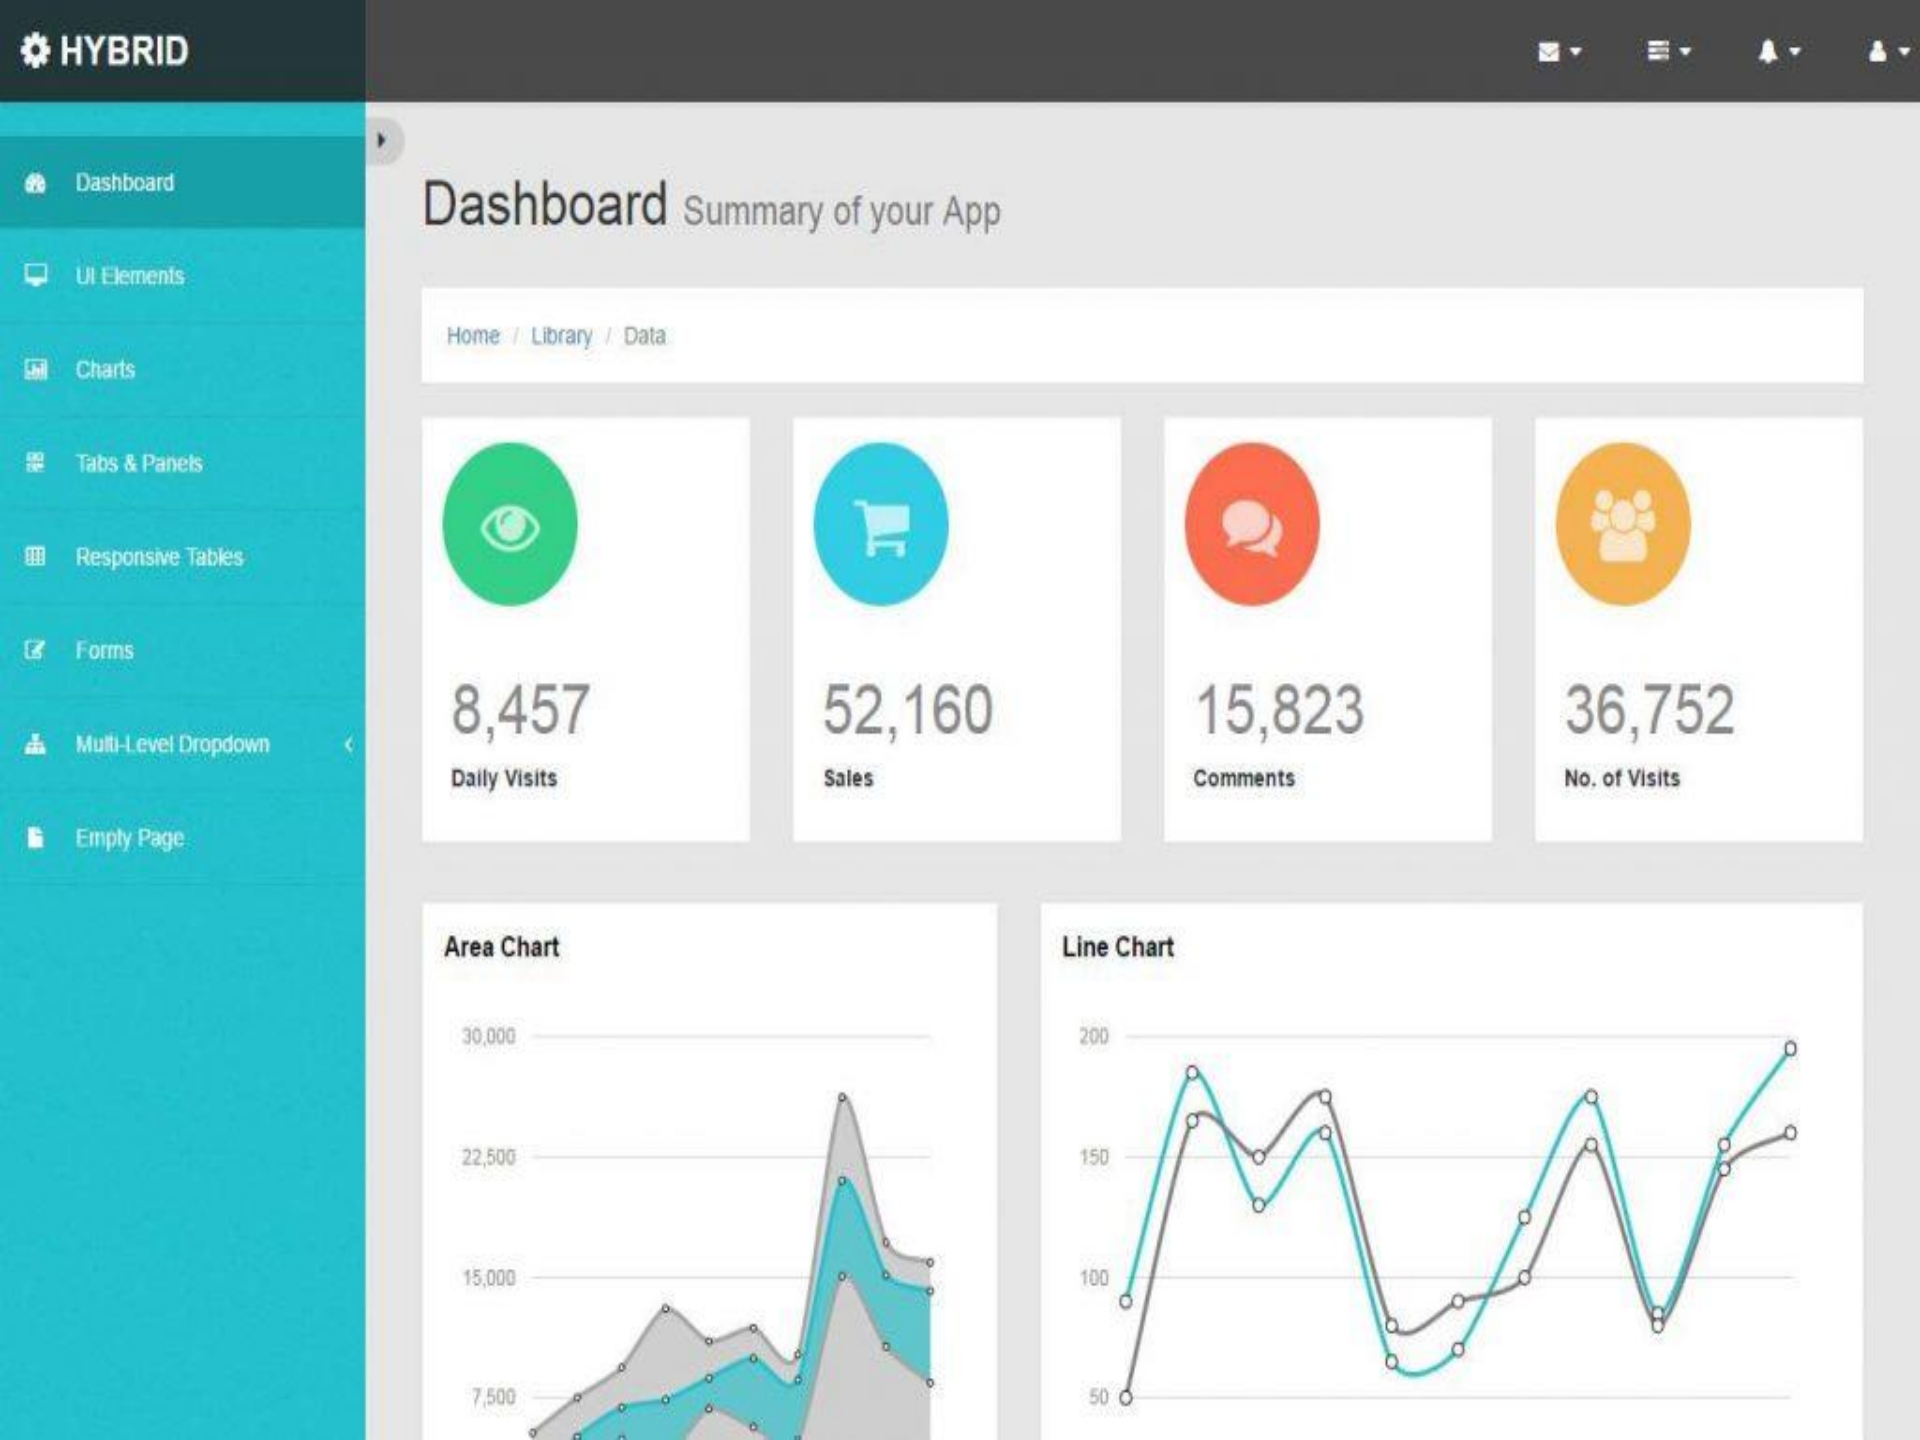 HYBRID
Dashboard
UI Elements
Charts
Tabs & Panels
Responsive Tables
Forms
Multi-Level Dropdown
Empty Page
Dashboard Summary of your App
Home / Library / Data
8,457
Daily Visits
52,160
Sales
15,823
Comments
36,752
No. of Visits
Area Chart
30,000
22,500
15,000
7,500
Line Chart
200
150
100
50